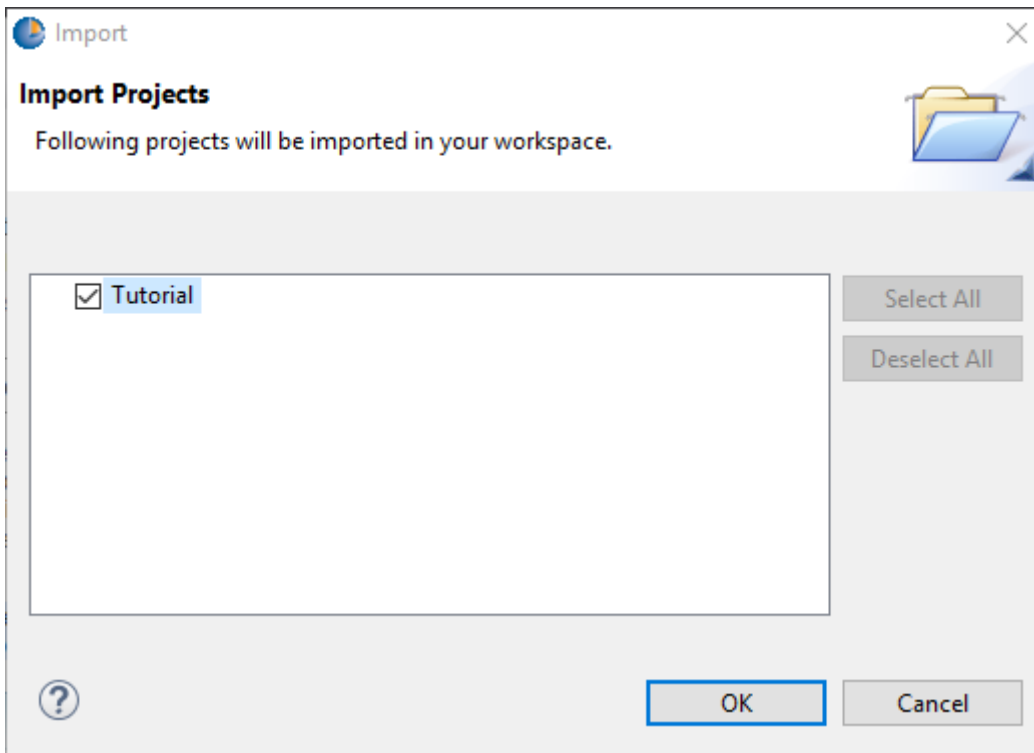 Import
Import Projects
Following projects will be imported in your workspace.
Tutorial
Select All
Deselect All
?
OK
Cancel